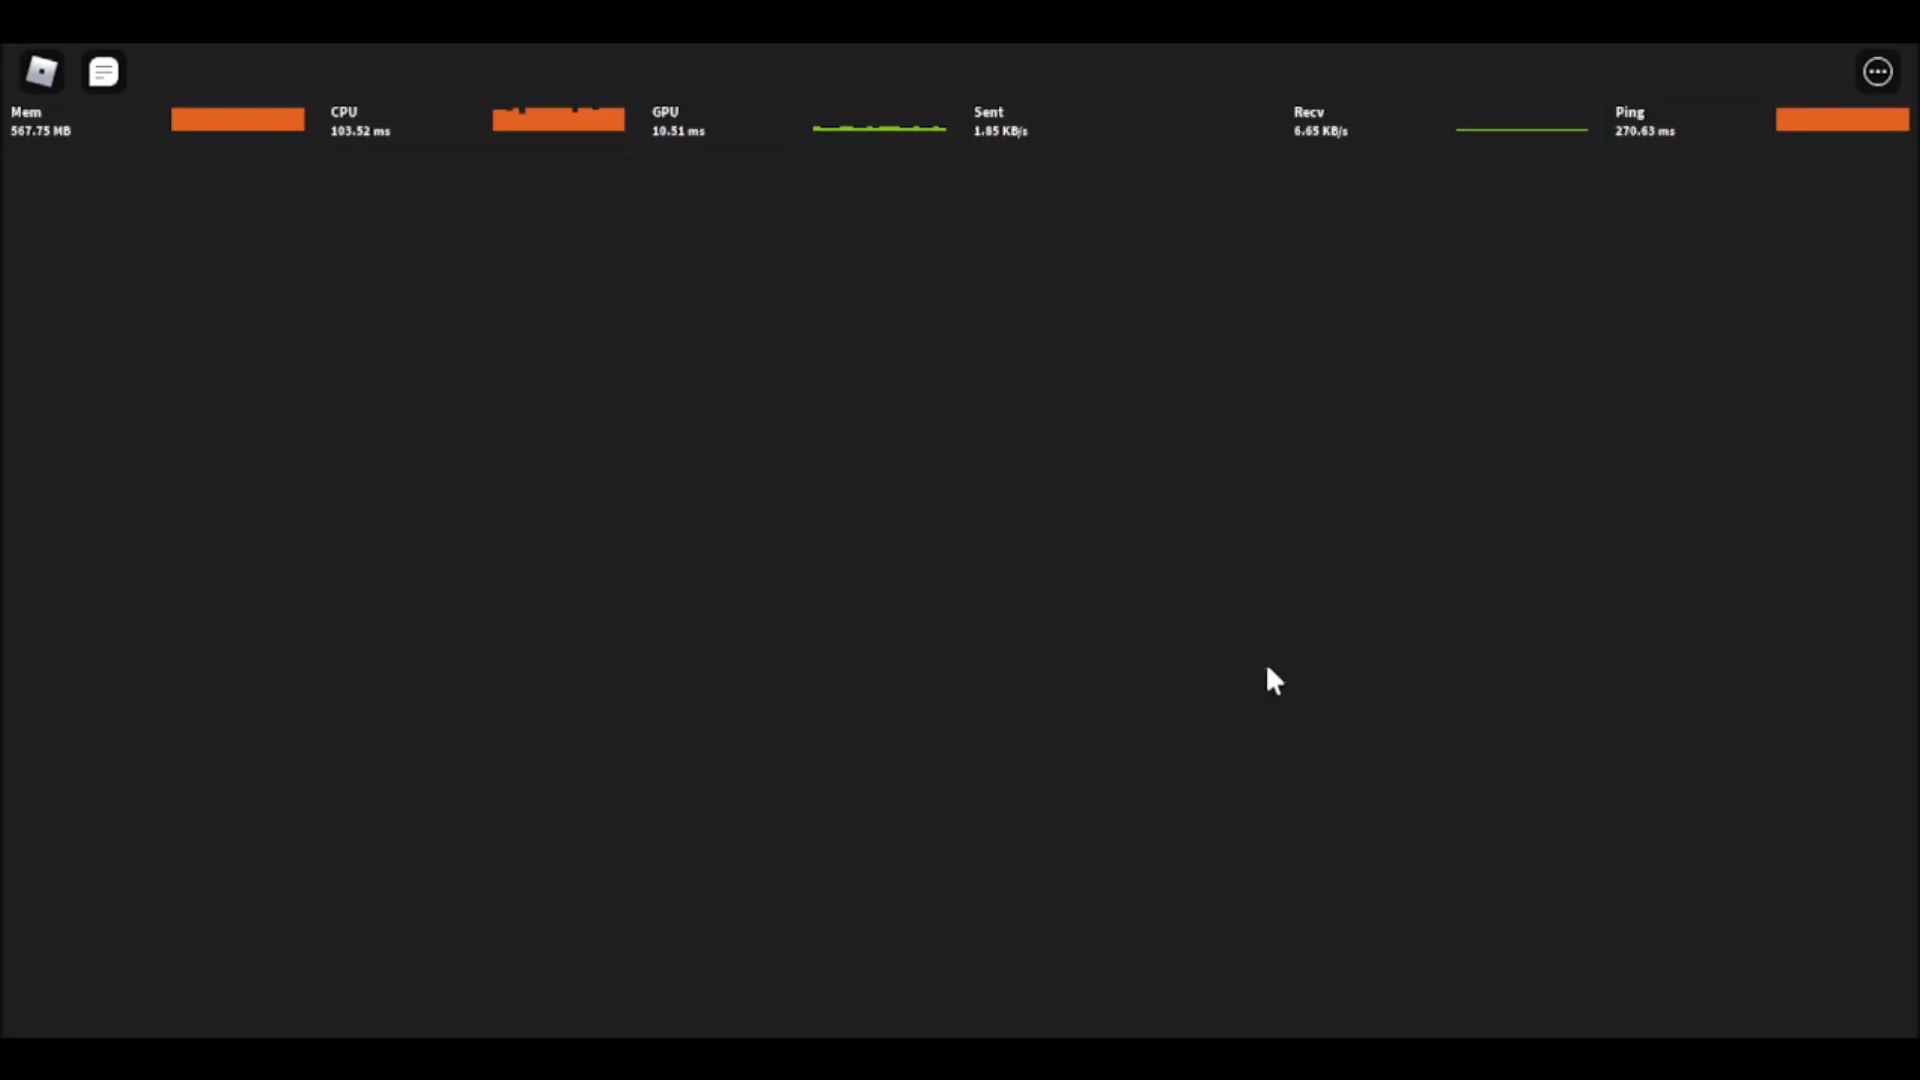 Mem
567.75 MB
CPU
103.52 ms
GPU
10.51 ms
Sent
1.85 KB/s
Recv
6.65 KB/s
Ping
270.63 ms